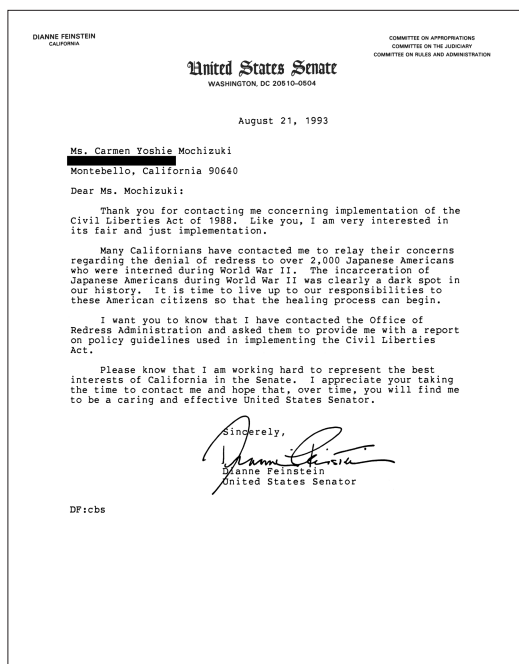 DIANNE FEINSTEIN
CALIFORNIA
COMMITTEE ON APPROPRIATIONS
COMMITTEE ON THE JUDICIARY
COMMITTEE ON RULES AND ADMINISTRATION
United States Senate
WASHINGTON, DC 20510-0504
August 21, 1993
Ms. Carmen Yoshie Mochizuki
Montebello, California 90640
Dear Ms. Mochizuki:
Thank you for contacting me concerning implementation of the
Civil Liberties Act of 1988. Like you, I am very interested in
its fair and just implementation.
Many Californians have contacted me to relay their concerns
regarding the denial of redress to over 2,000 Japanese Americans
who were interned during World War II. The incarceration of
Japanese Americans during World War II was clearly a dark spot in
our history. It is time to live up to our responsibilities to
these American citizens so that the healing process can begin.
I want you to know that I have contacted the Office of
Redress Administration and asked them to provide me with a report
on policy guidelines used in implementing the Civil Liberties
Act.
Please know that I am working hard to represent the best
interests of California in the Senate. I appreciate your taking
the time to contact me and hope that, over time, you will find me
to be a caring and effective United States Senator.
Sincerely,
Dianne Feinstein
Dianne Feinstein
United States Senator
DF:cbs